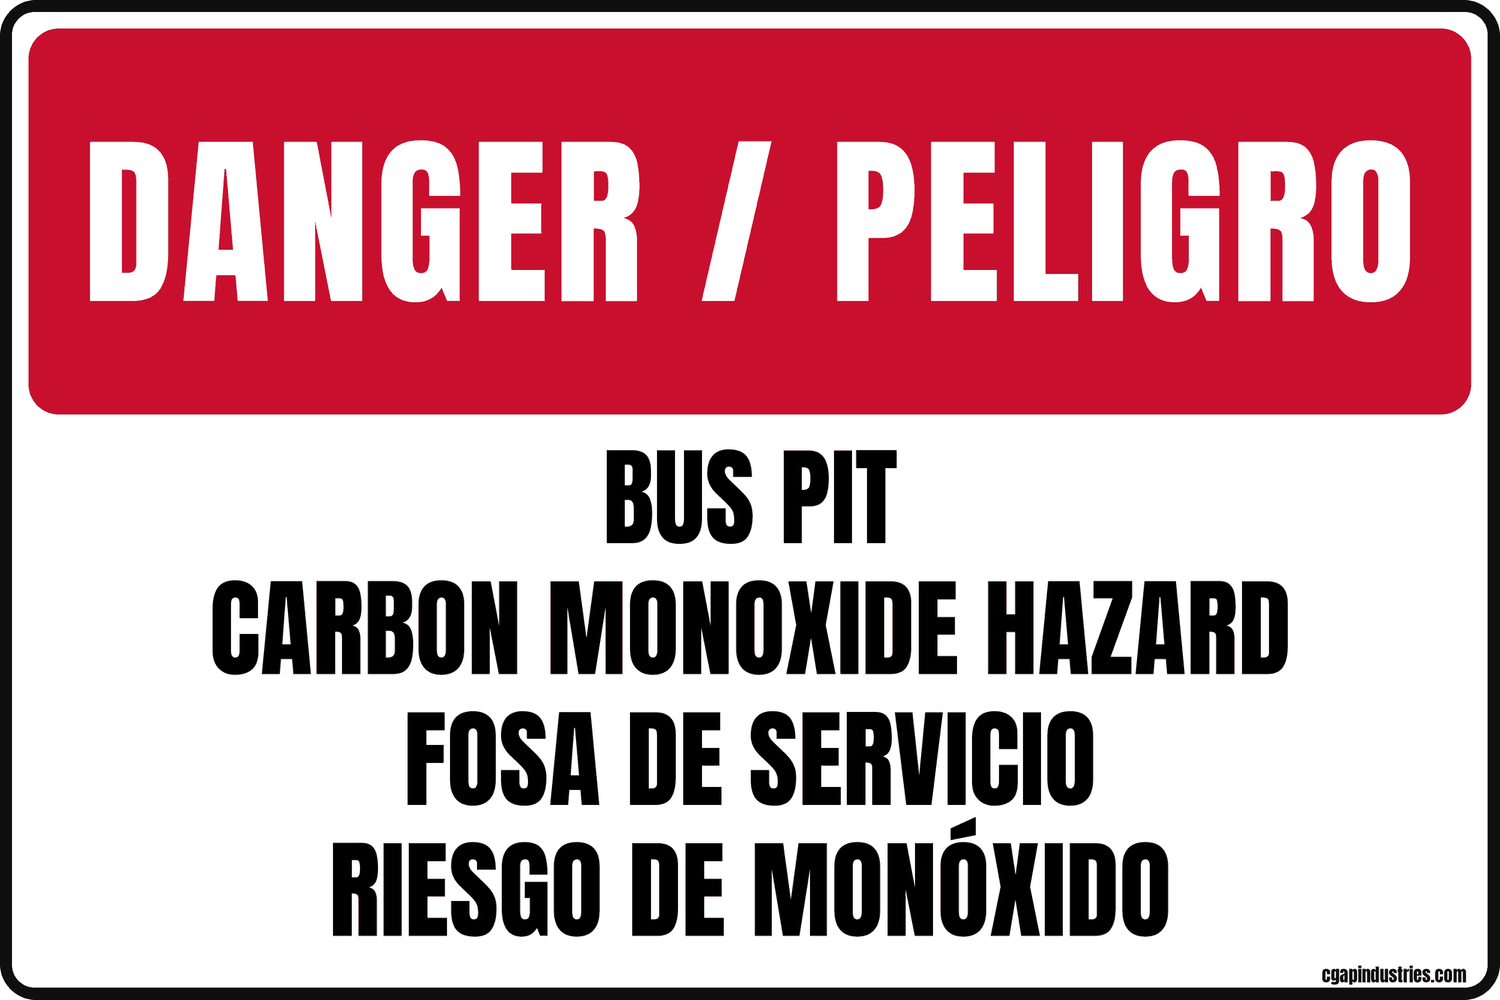 DANGER / PELIGRO
BUS PIT
CARBON MONOXIDE HAZARD
FOSA DE SERVICIO
RIESGO DE MONÓXIDO
cgapindustries.com